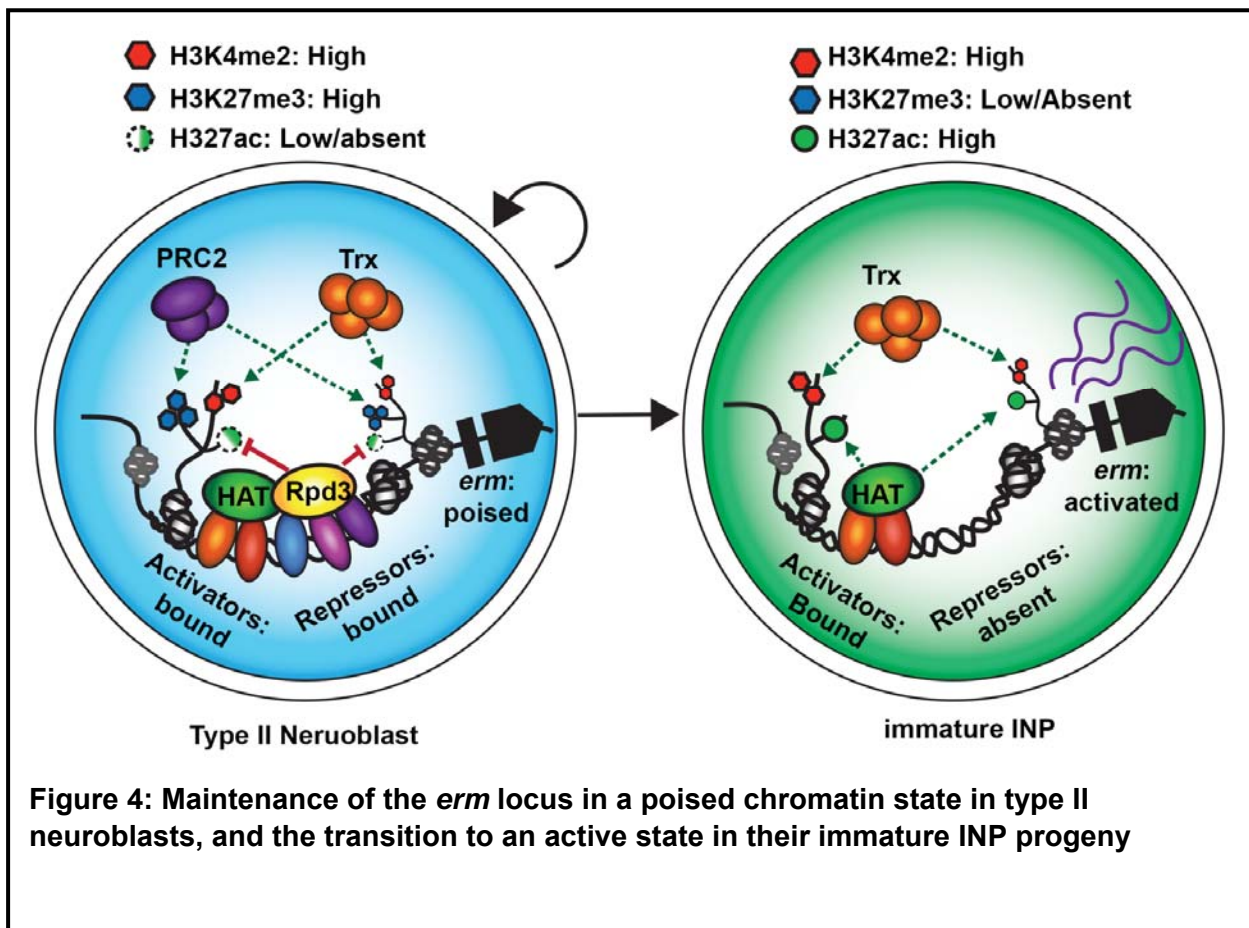 H3K4me2: High
H3K27me3: High
H327ac: Low/absent
H3K4me2: High
H3K27me3: Low/Absent
H327ac: High
PRC2
Trx
HAT
Rpd3
erm:
poised
Activators:
bound
Repressors:
bound
Type II Neruoblast
Trx
HAT
erm:
activated
Activators:
Bound
Repressors:
absent
immature INP
Figure 4: Maintenance of the erm locus in a poised chromatin state in type II
neuroblasts, and the transition to an active state in their immature INP progeny